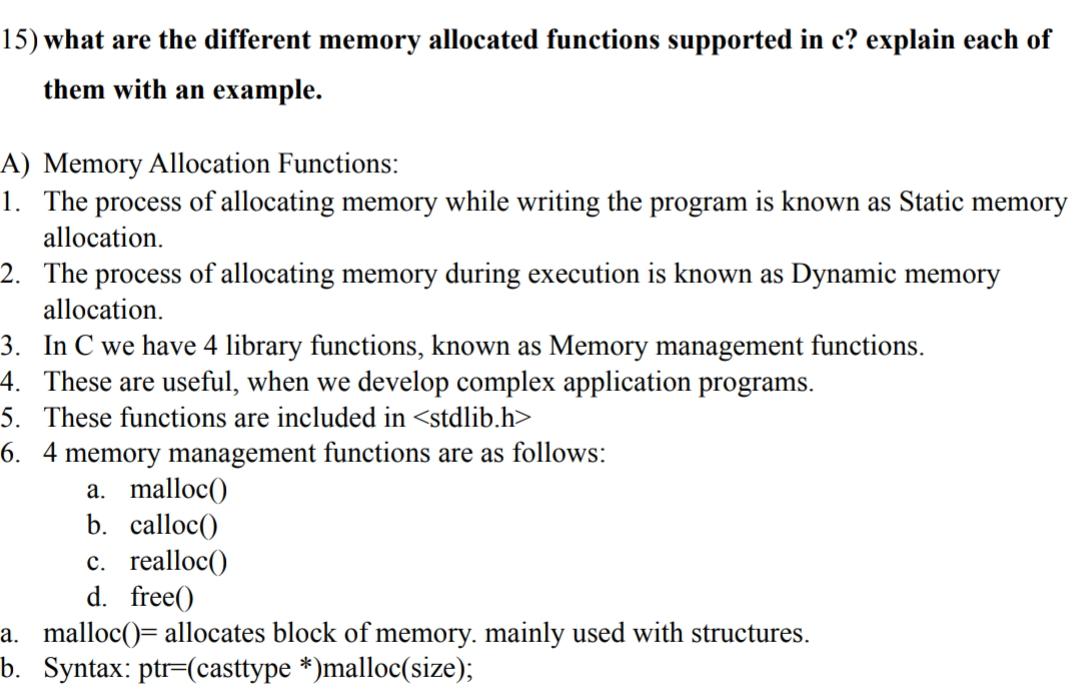 15) what are the different memory allocated functions supported in c? explain each of
them with an example.
A) Memory Allocation Functions:
1. The process of allocating memory while writing the program is known as Static memory
allocation.
2. The process of allocating memory during execution is known as Dynamic memory
allocation.
3. In C we have 4 library functions, known as Memory management functions.
4. These are useful, when we develop complex application programs.
5. These functions are included in <stdlib.h>
6. 4 memory management functions are as follows:
a. malloc()
b. calloc()
c. realloc()
d. free()
a. malloc()= allocates block of memory. mainly used with structures.
b. Syntax: ptr=(casttype *)malloc(size);